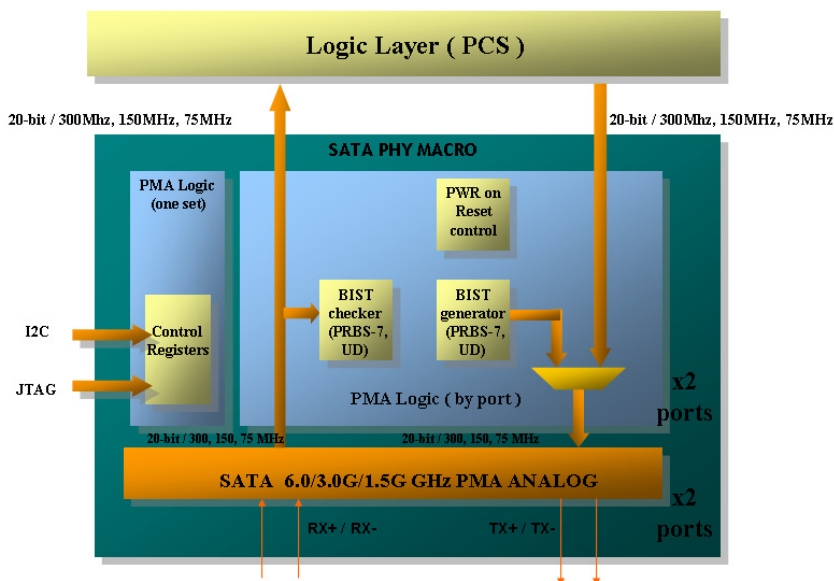 Logic Layer ( PCS )
20-bit / 300Mhz, 150MHz, 75MHz
20-bit / 300Mhz, 150MHz, 75MHz
SATA PHY MACRO
PMA Logic
(one set)
PWR on
Reset
control
BIST
checker
(PRBS-7,
UD)
BIST
generator
(PRBS-7,
UD)
I2C
Control
Registers
JTAG
PMA Logic ( by port )
x2
ports
20-bit / 300, 150, 75 MHz
20-bit / 300, 150, 75 MHz
SATA 6.0/3.0G/1.5G GHz PMA ANALOG
x2
ports
RX+ / RX-
TX+ / TX-